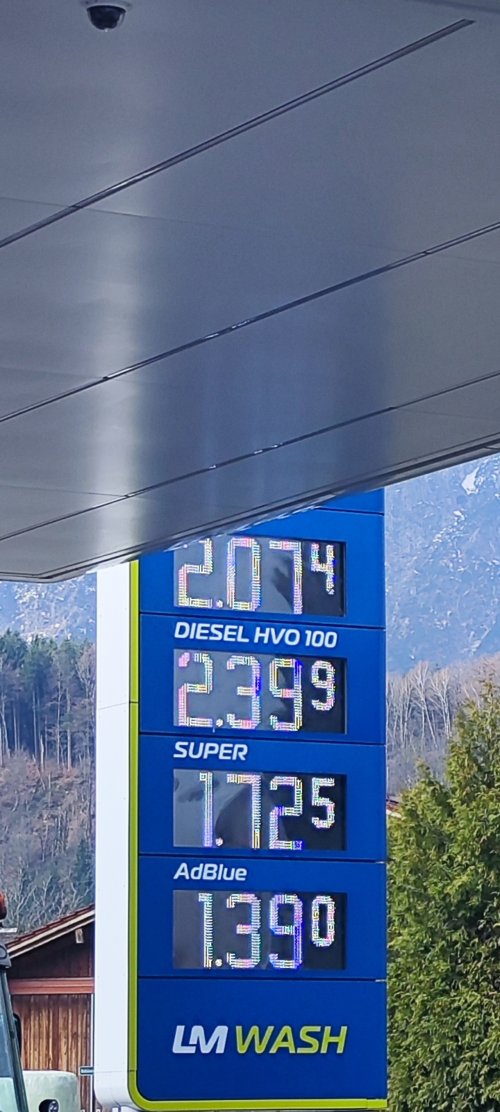 2.074
DIESEL HVO 100
2.399
SUPER
1.725
AdBlue
1.390
LM WASH